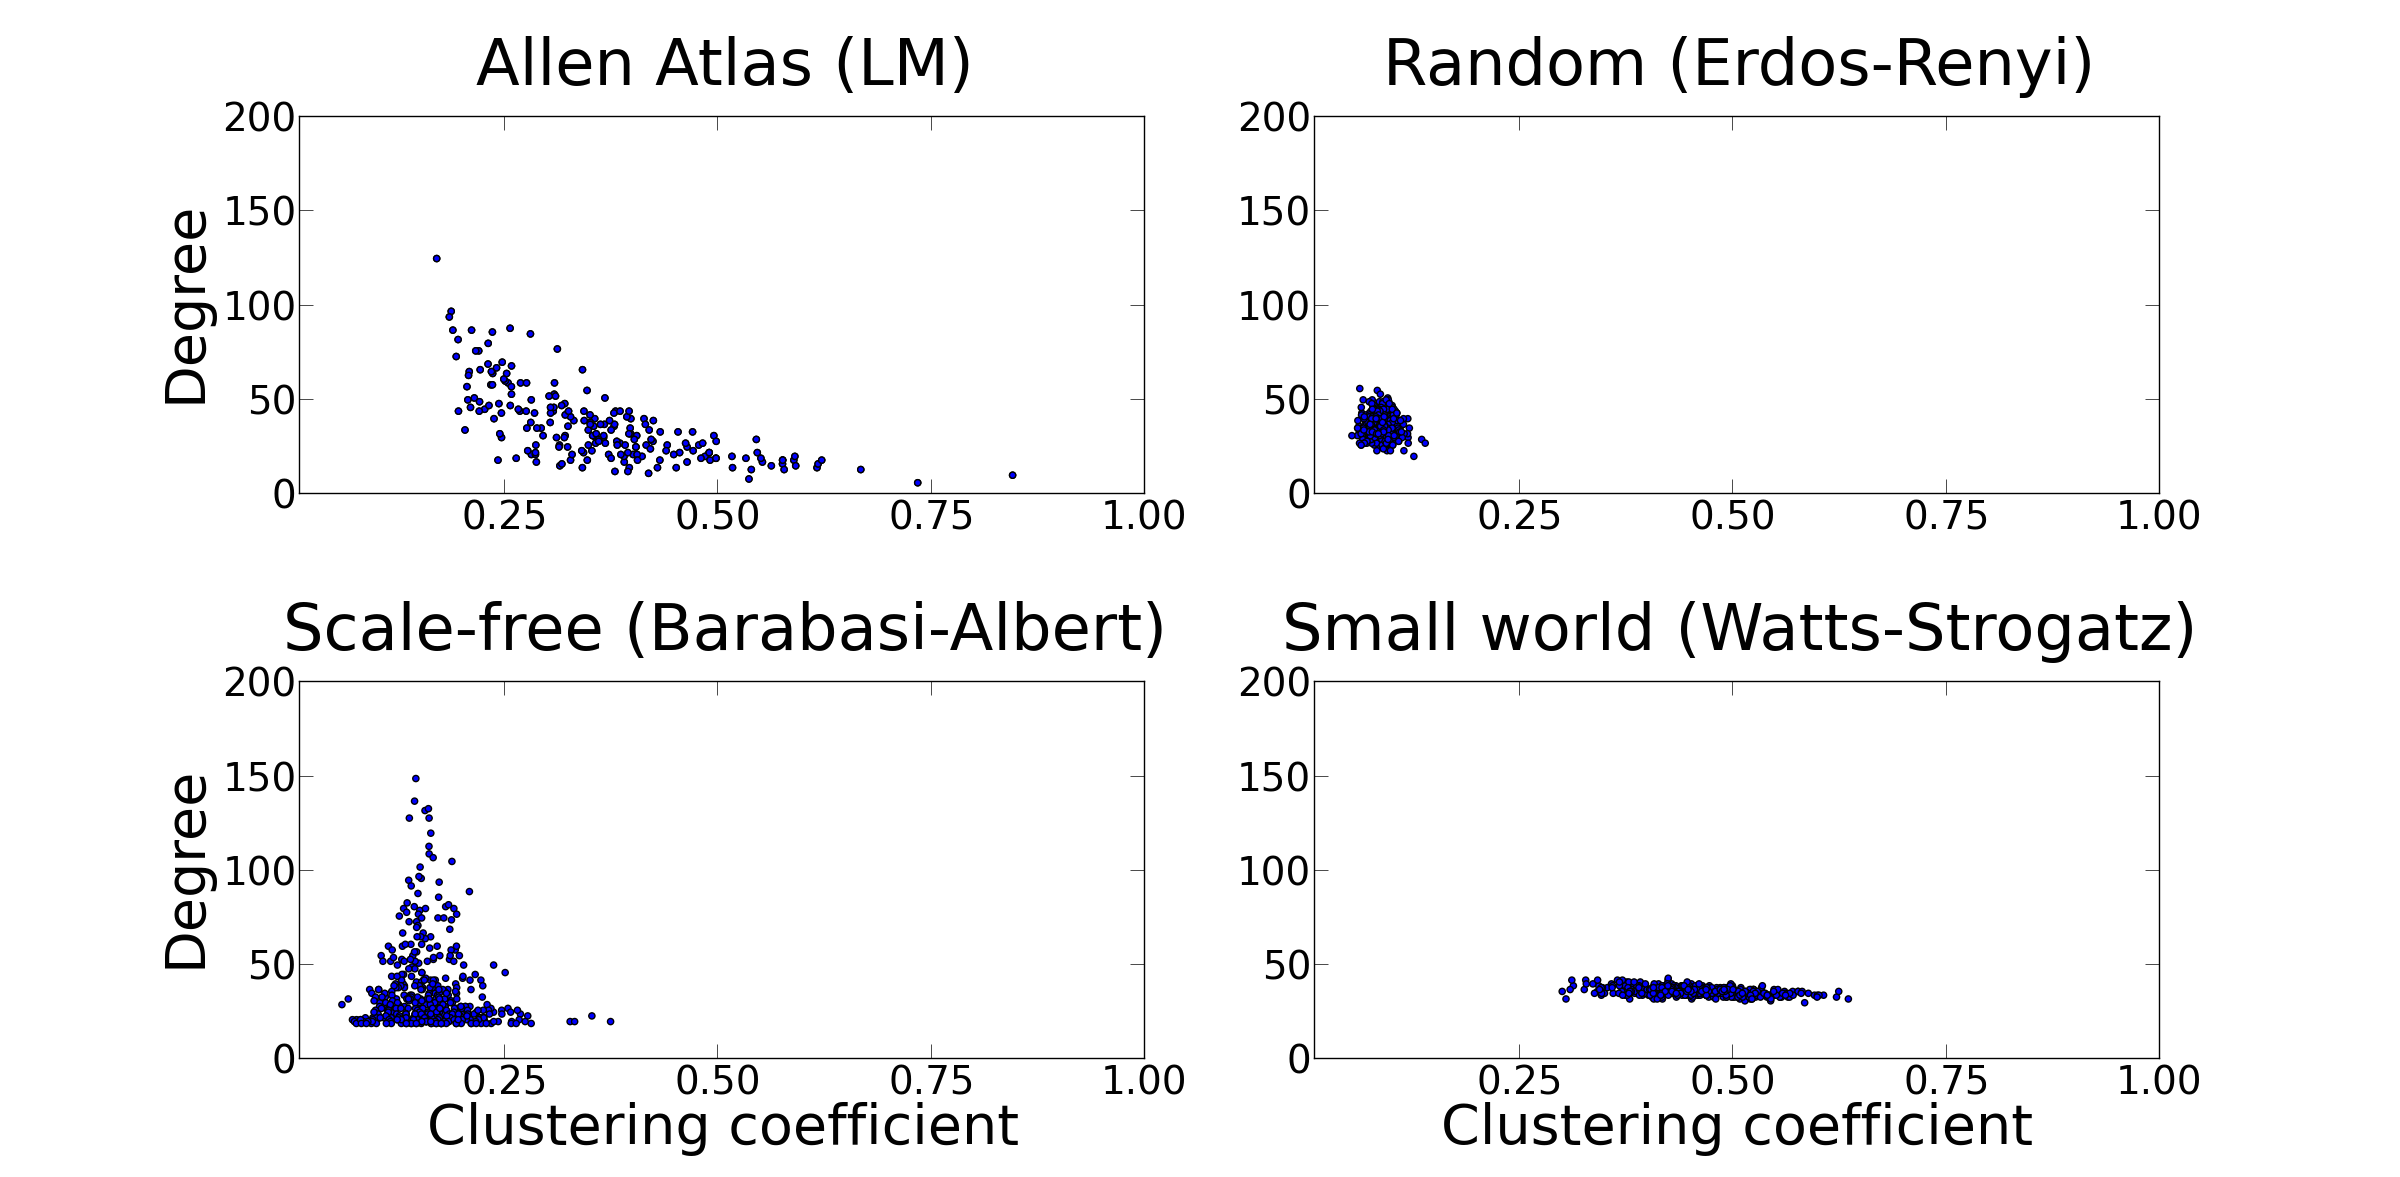 Allen Atlas (LM)
Random (Erdos-Renyi)
200
150
100
50
0
Degree
0.25 0.50 0.75 1.00
200
150
100
50
0
0.25 0.50 0.75 1.00
Scale-free (Barabasi-Albert)
Small world (Watts-Strogatz)
200
150
100
50
0
Degree
0.25 0.50 0.75 1.00
Clustering coefficient
200
150
100
50
0
0.25 0.50 0.75 1.00
Clustering coefficient